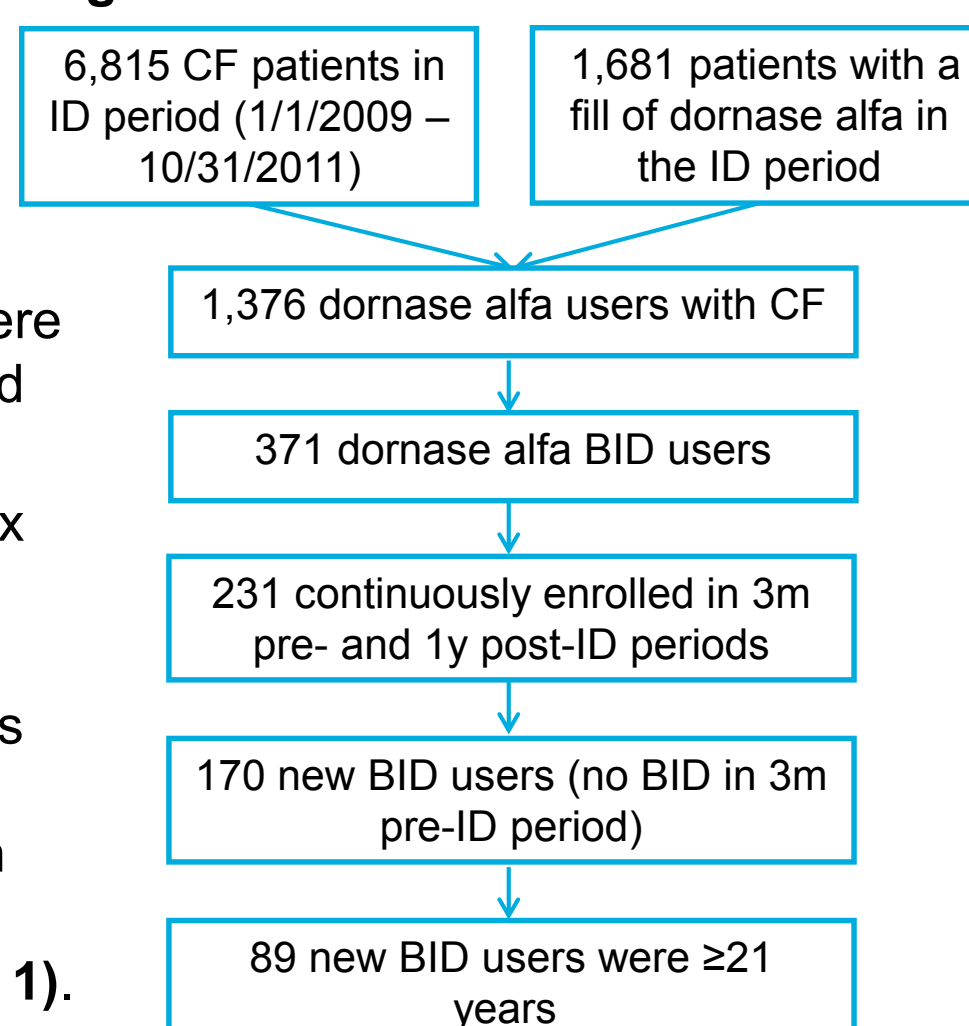 6,815 CF patients in
ID period (1/1/2009 –
10/31/2011)
1,681 patients with a
fill of dornase alfa in
the ID period
1,376 dornase alfa users with CF
371 dornase alfa BID users
231 continuously enrolled in 3m
pre- and 1y post-ID periods
170 new BID users (no BID in 3m
pre-ID period)
89 new BID users were ≥21
years
1).